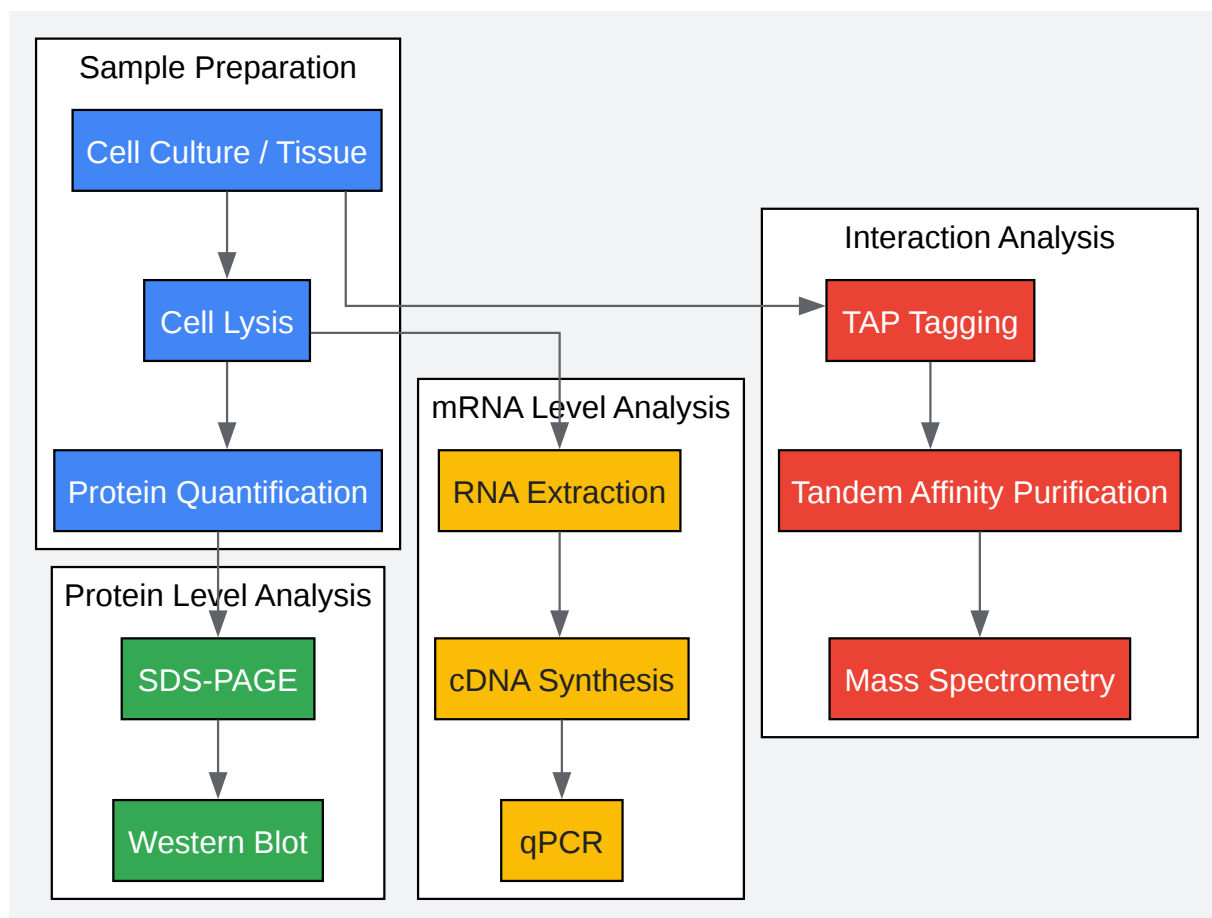 Sample Preparation
Cell Culture / Tissue
Cell Lysis
Protein Quantification
Protein Level Analysis
SDS-PAGE
Western Blot
mRNA Level Analysis
RNA Extraction
cDNA Synthesis
qPCR
Interaction Analysis
TAP Tagging
Tandem Affinity Purification
Mass Spectrometry